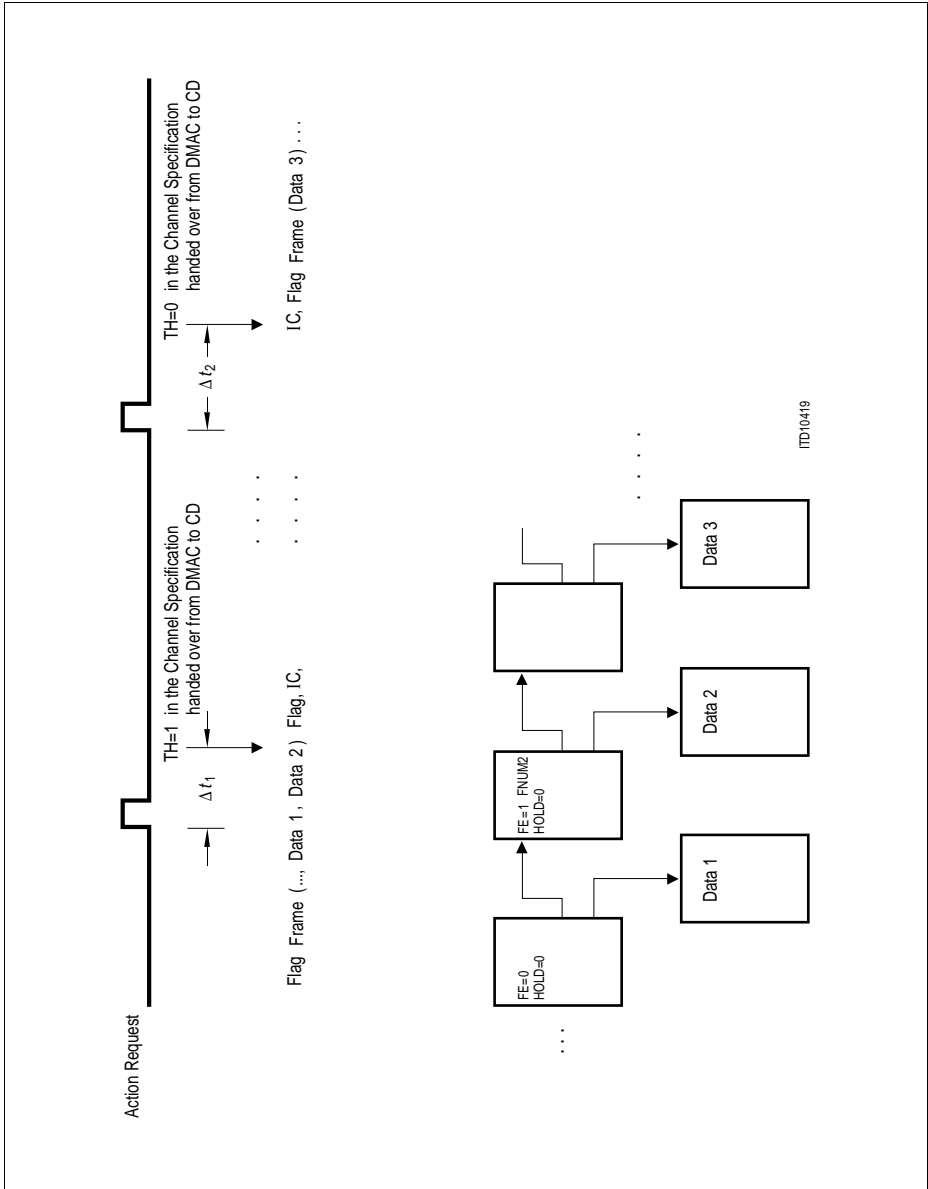 Action Request
TH=1 in the Channel Specification
handed over from DMAC to CD
TH=0 in the Channel Specification
handed over from DMAC to CD
Δt₁
Δt₂
Flag Frame (..., Data 1, Data 2) Flag, IC,
. . . .
. . . .
IC, Flag Frame (Data 3) . . .
. . .
FE=0
HOLD=0
FE=1 FNUM2
HOLD=0
. . . .
Data 1
Data 2
Data 3
ITD10419